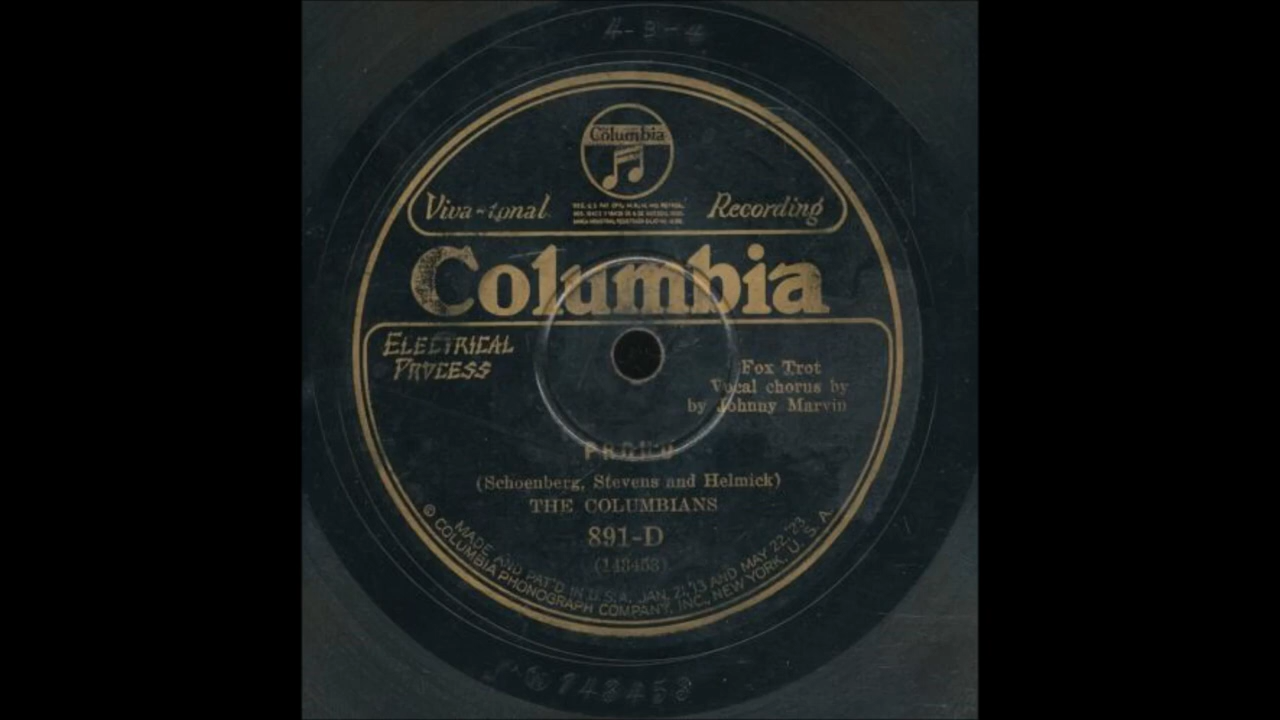 4-3-4
Columbia
Viva-tonal Recording
Columbia
ELECTRICAL
PROCESS
Fox Trot
Vocal chorus by
by Johnny Marvin
(Schoenberg, Stevens and Helmick)
THE COLUMBIANS
891-D
(148458)
MADE AND PAT'D IN U.S.A. JAN. 21,'13 AND MAY 22,'23
© COLUMBIA PHONOGRAPH COMPANY, INC., NEW YORK, U. S. A.
W 148458